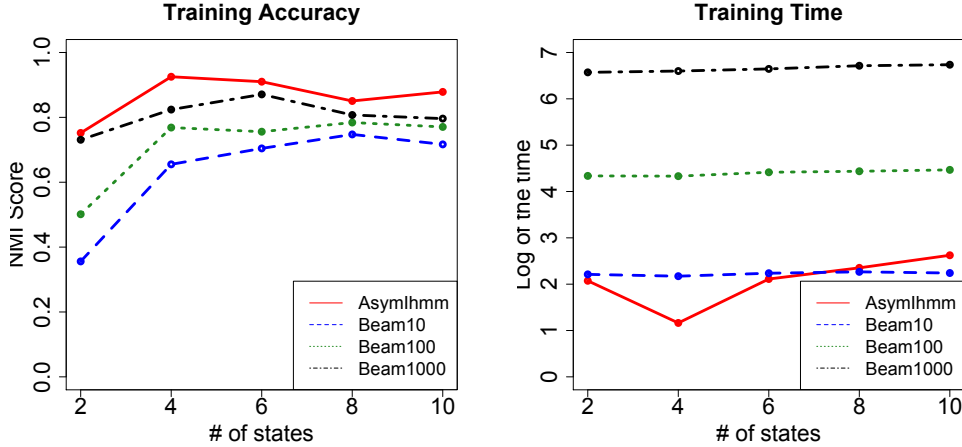 Training Accuracy
NMI Score
0.0 0.2 0.4 0.6 0.8 1.0
AsymIhmm
Beam10
Beam100
Beam1000
2 4 6 8 10
# of states
Training Time
Log of the time
0 1 2 3 4 5 6 7
AsymIhmm
Beam10
Beam100
Beam1000
2 4 6 8 10
# of states